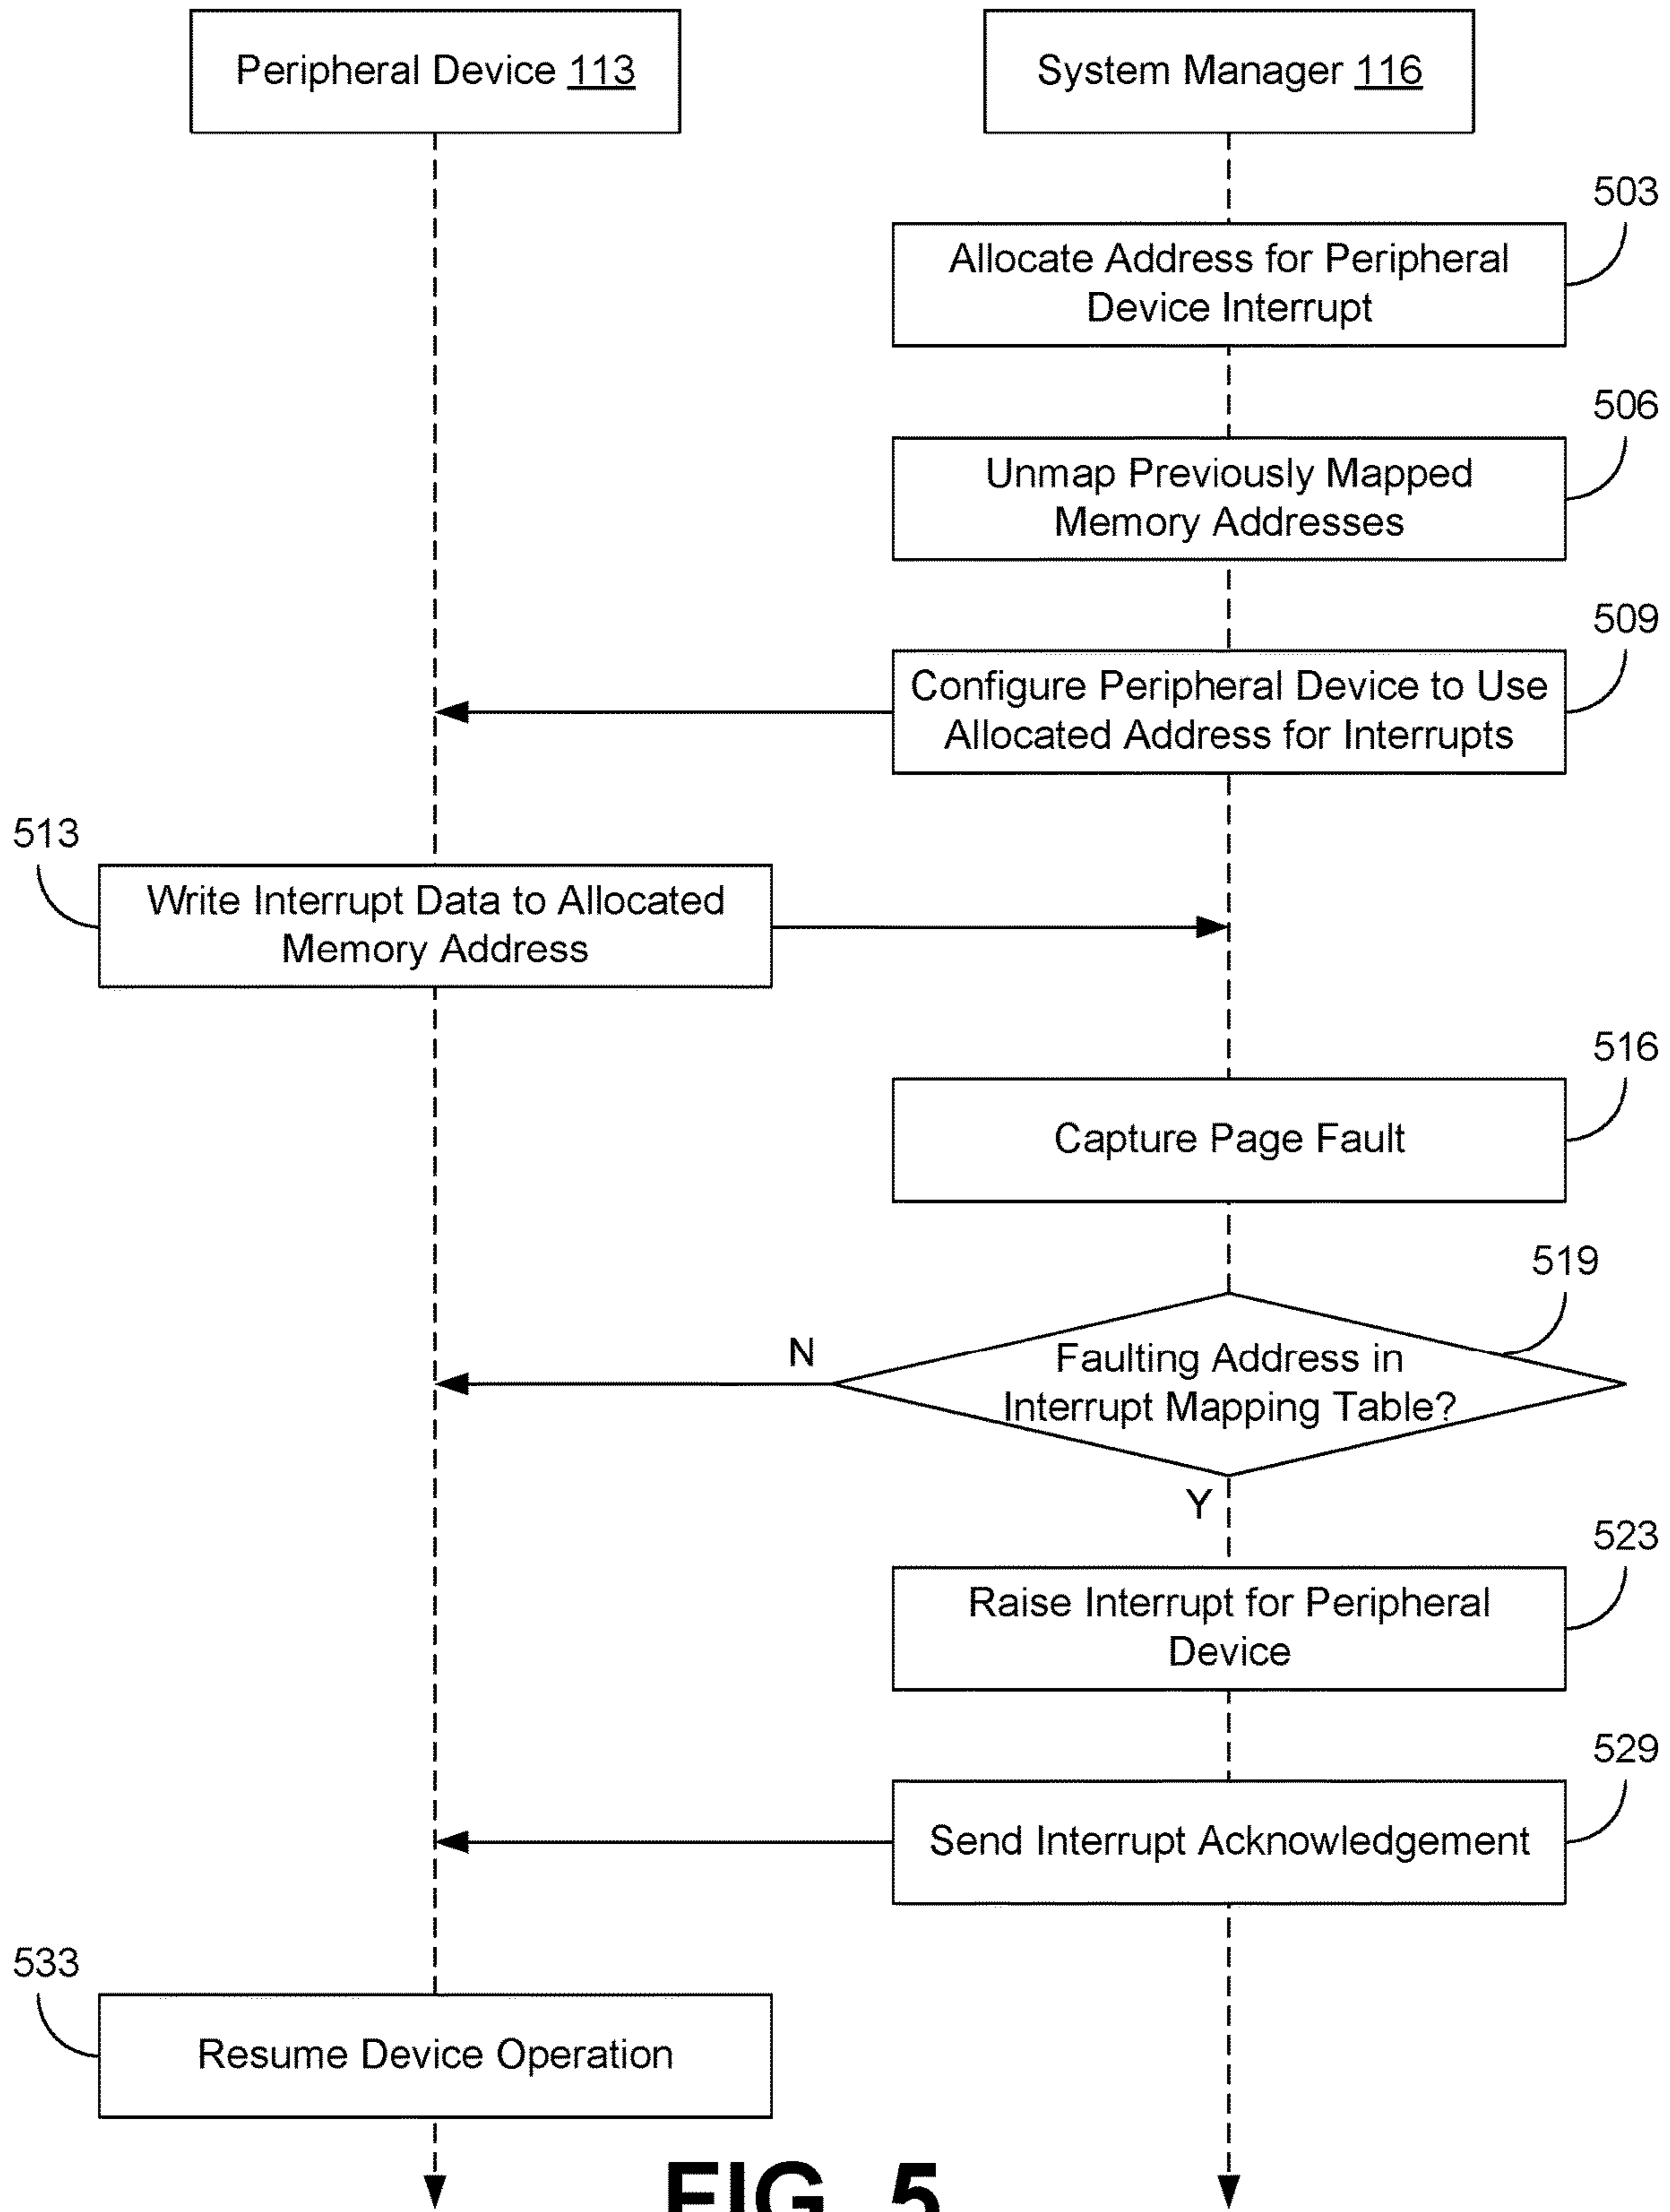 Peripheral Device 113
System Manager 116
503
Allocate Address for Peripheral
Device Interrupt
506
Unmap Previously Mapped
Memory Addresses
509
Configure Peripheral Device to Use
Allocated Address for Interrupts
513
Write Interrupt Data to Allocated
Memory Address
516
Capture Page Fault
519
N
Faulting Address in
Interrupt Mapping Table?
Y
523
Raise Interrupt for Peripheral
Device
529
Send Interrupt Acknowledgement
533
Resume Device Operation
FIG. 5